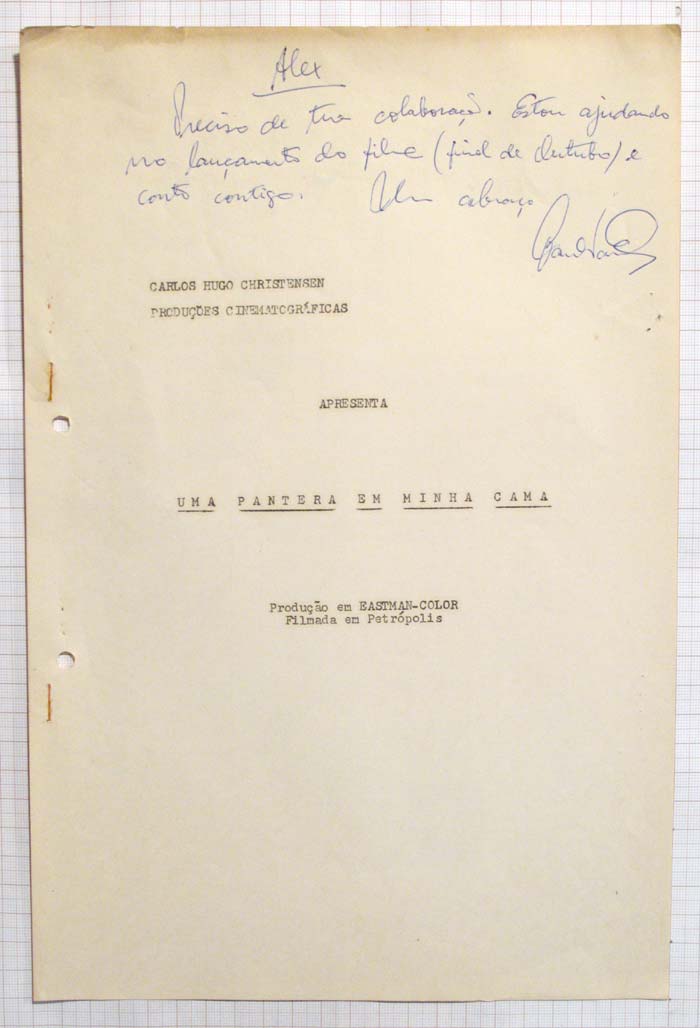 Alex
Preciso de tua colaboração. Estou ajudando
no lançamento do filme (final de Outubro) e
conto contigo. Um abraço
CARLOS HUGO CHRISTENSEN
PRODUÇÕES CINEMATOGRÁFICAS
APRESENTA
UMA PANTERA EM MINHA CAMA
Produção em EASTMAN-COLOR
Filmada em Petrópolis